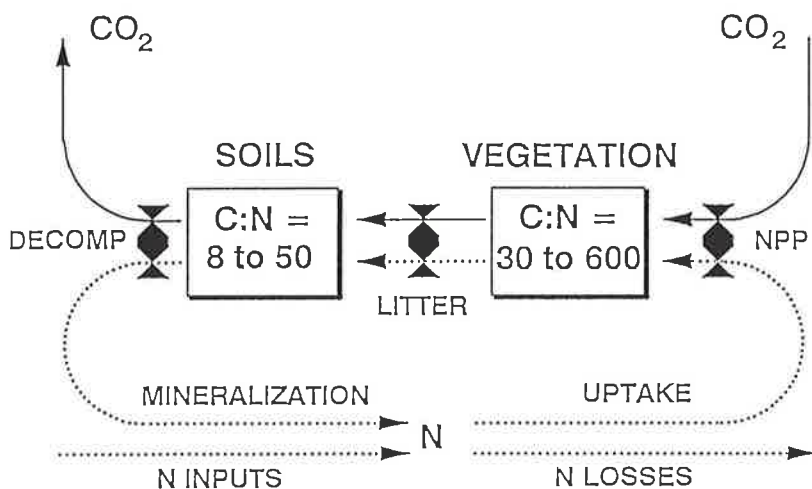 CO₂
CO₂
SOILS
VEGETATION
C:N =
8 to 50
C:N =
30 to 600
DECOMP
NPP
LITTER
MINERALIZATION
UPTAKE
N
N INPUTS
N LOSSES